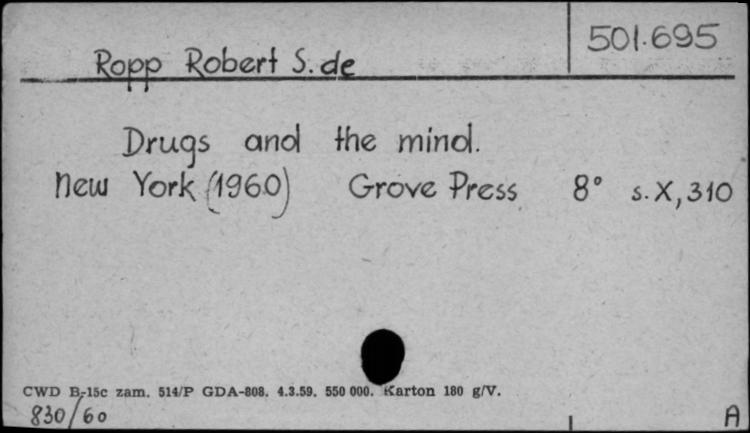 501.695
Ropp Robert S. de
Drugs and the mind.
New York (1960) Grove Press 8° s. X, 310
CWD B-15c zam. 514/P GDA-808. 4.3.59. 550 000. Karton 180 g/V.
830/60 A